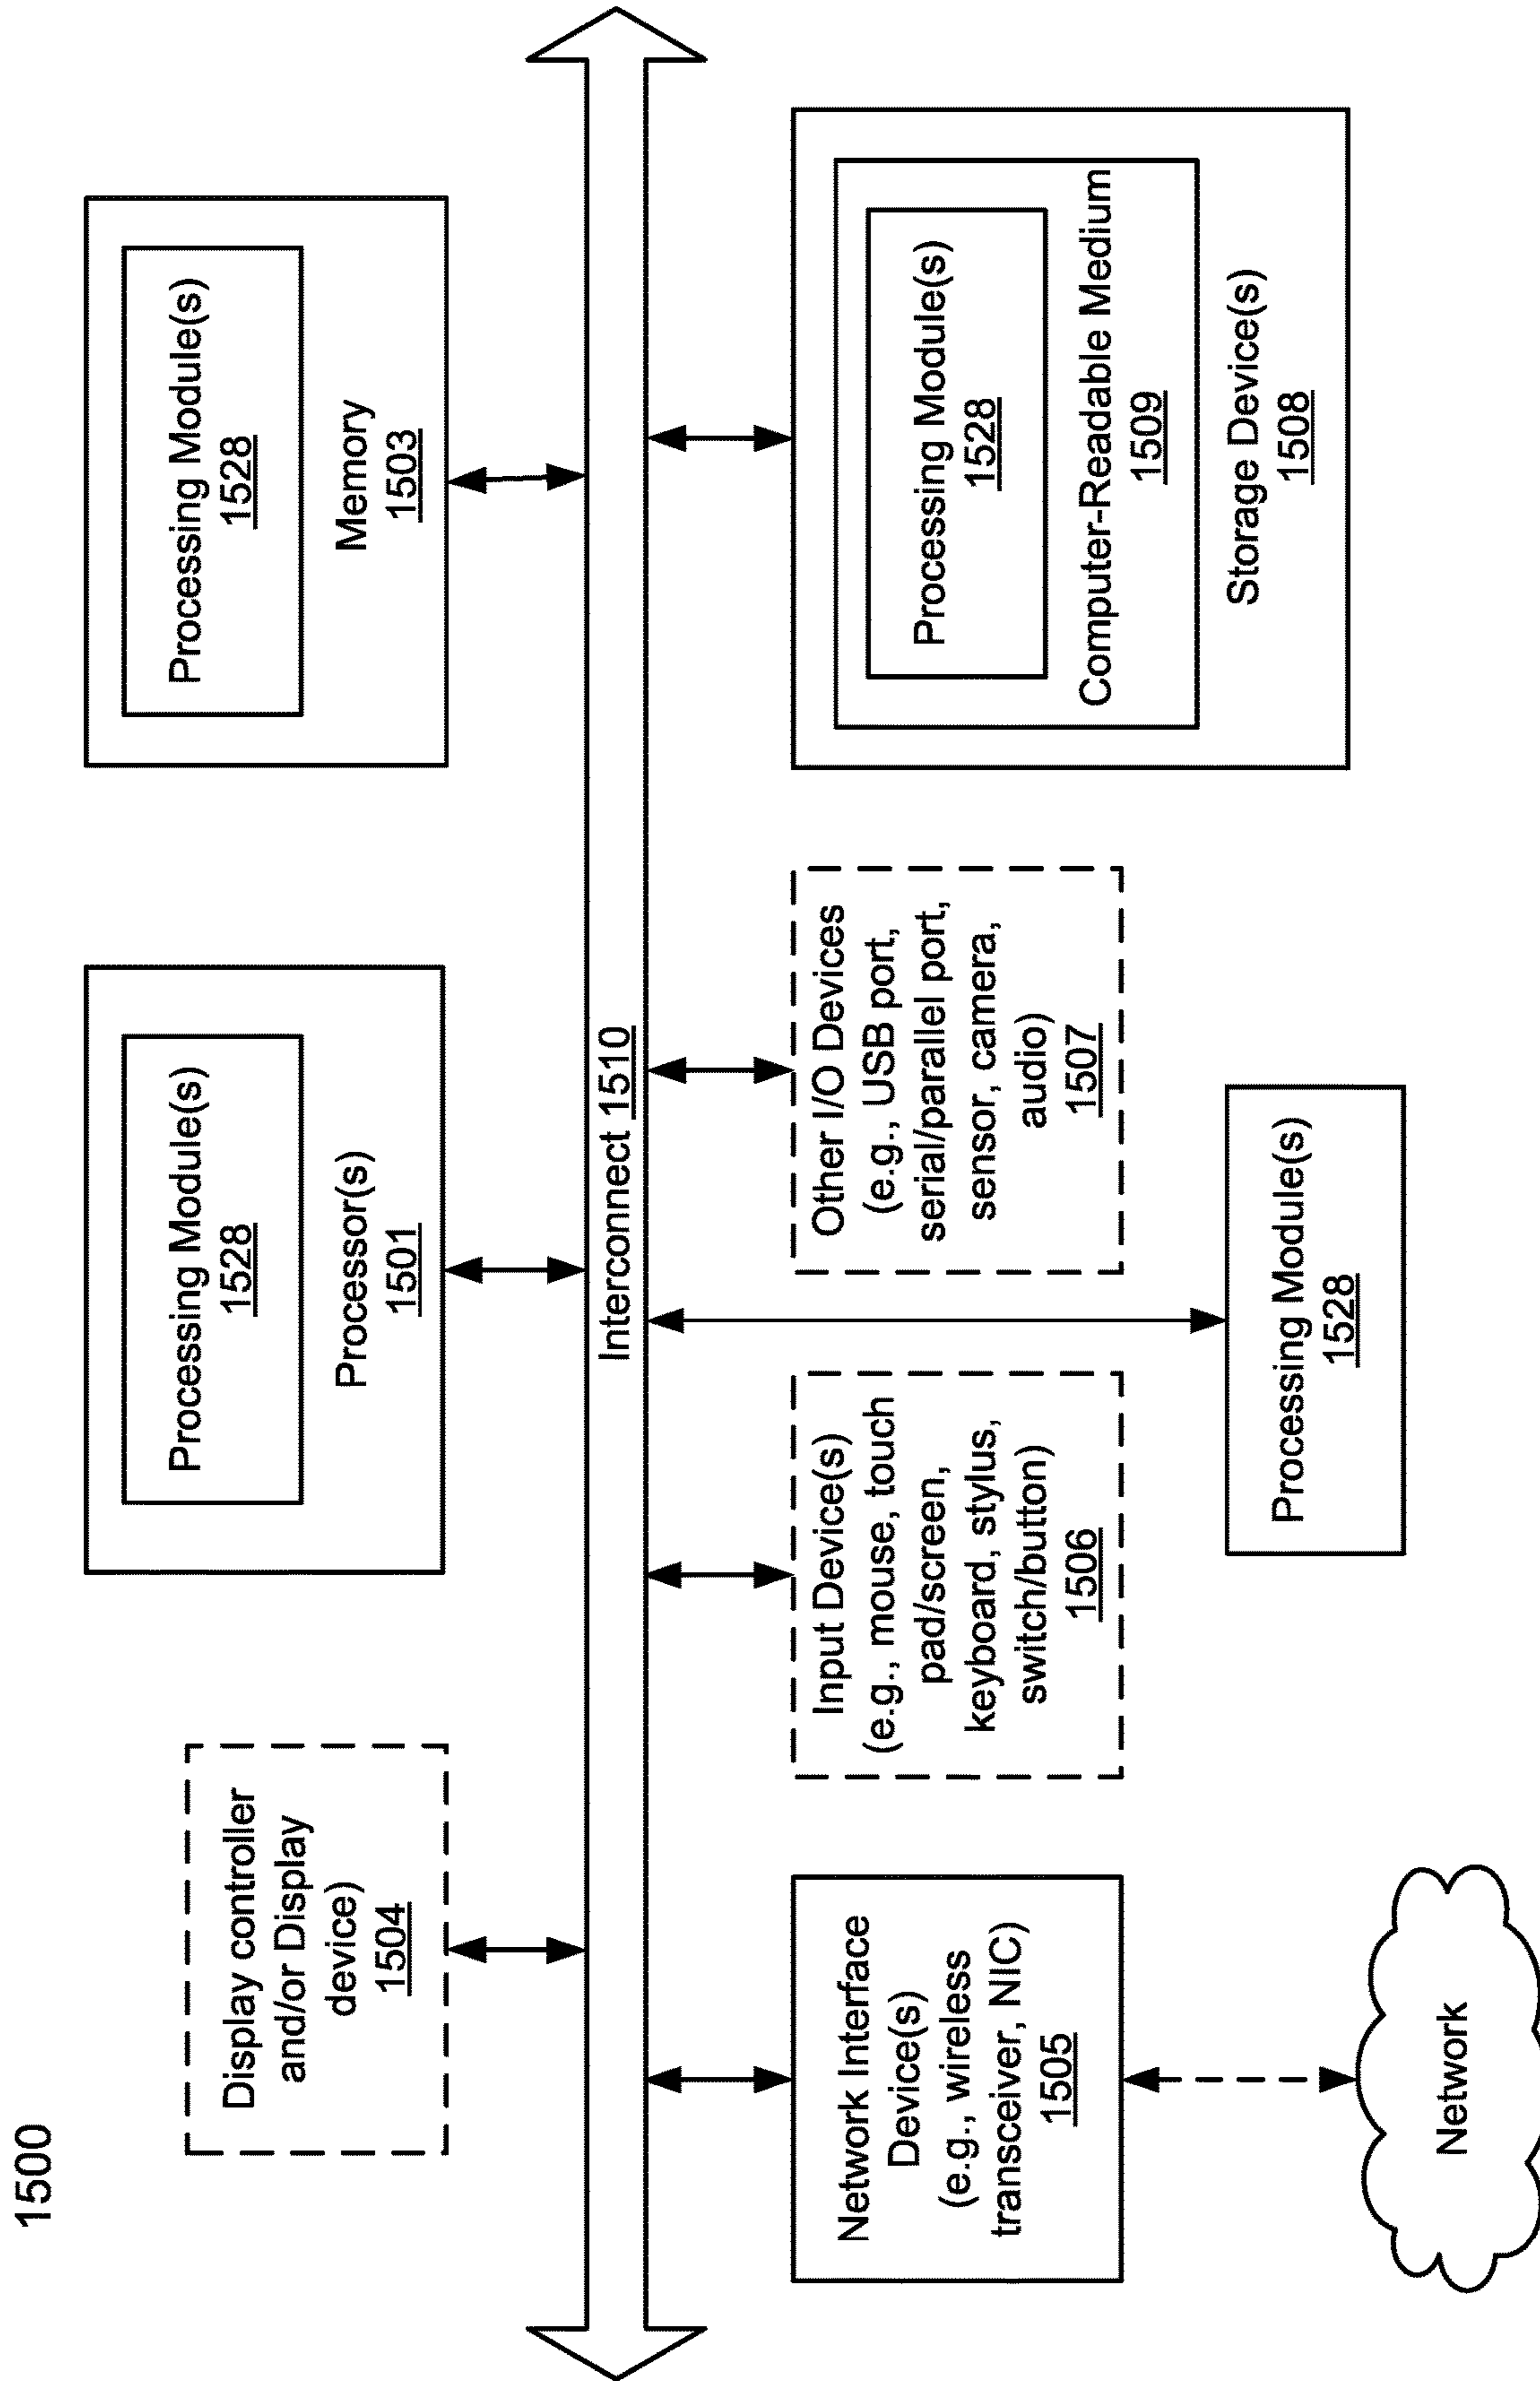 1500
Display controller
and/or Display
device)
1504
Processing Module(s)
1528
Processor(s)
1501
Processing Module(s)
1528
Memory
1503
Interconnect 1510
Network Interface
Device(s)
(e.g., wireless
transceiver, NIC)
1505
Input Device(s)
(e.g., mouse, touch
pad/screen,
keyboard, stylus,
switch/button)
1506
Other I/O Devices
(e.g., USB port,
serial/parallel port,
sensor, camera,
audio)
1507
Processing Module(s)
1528
Computer-Readable Medium
1509
Storage Device(s)
1508
Network
Processing Module(s)
1528